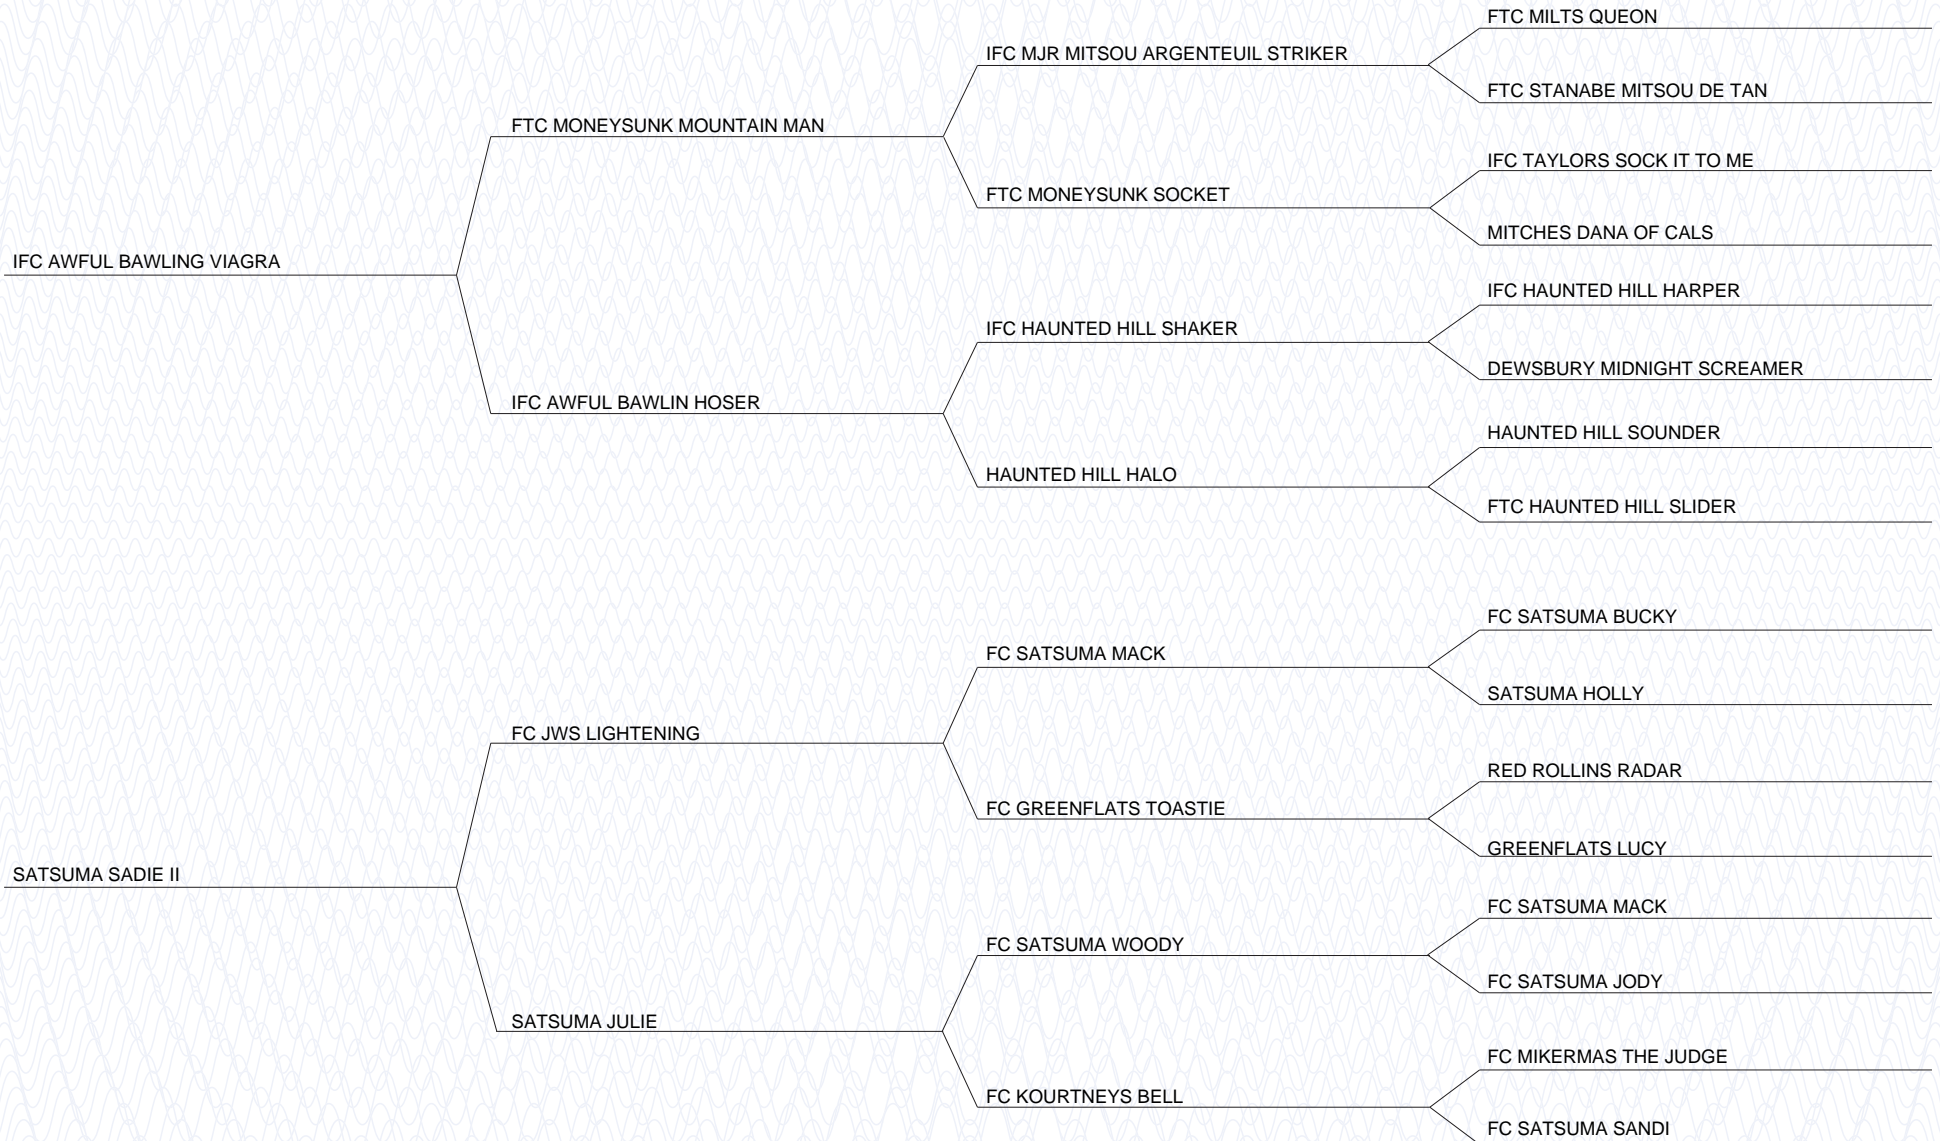 FTC MILTS QUEON
IFC MJR MITSOU ARGENTEUIL STRIKER
FTC STANABE MITSOU DE TAN
FTC MONEYSUNK MOUNTAIN MAN
IFC TAYLORS SOCK IT TO ME
FTC MONEYSUNK SOCKET
MITCHES DANA OF CALS
IFC AWFUL BAWLING VIAGRA
IFC HAUNTED HILL HARPER
IFC HAUNTED HILL SHAKER
DEWSBURY MIDNIGHT SCREAMER
IFC AWFUL BAWLIN HOSER
HAUNTED HILL SOUNDER
HAUNTED HILL HALO
FTC HAUNTED HILL SLIDER
FC SATSUMA BUCKY
FC SATSUMA MACK
SATSUMA HOLLY
FC JWS LIGHTENING
RED ROLLINS RADAR
FC GREENFLATS TOASTIE
GREENFLATS LUCY
SATSUMA SADIE II
FC SATSUMA MACK
FC SATSUMA WOODY
FC SATSUMA JODY
SATSUMA JULIE
FC MIKERMAS THE JUDGE
FC KOURTNEYS BELL
FC SATSUMA SANDI